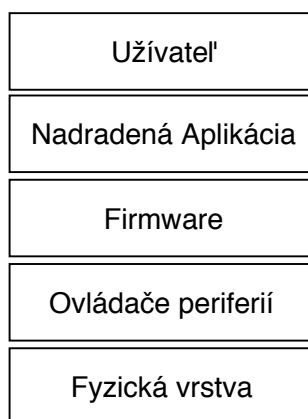 Užívateľ
Nadradená Aplikácia
Firmware
Ovládače periferií
Fyzická vrstva